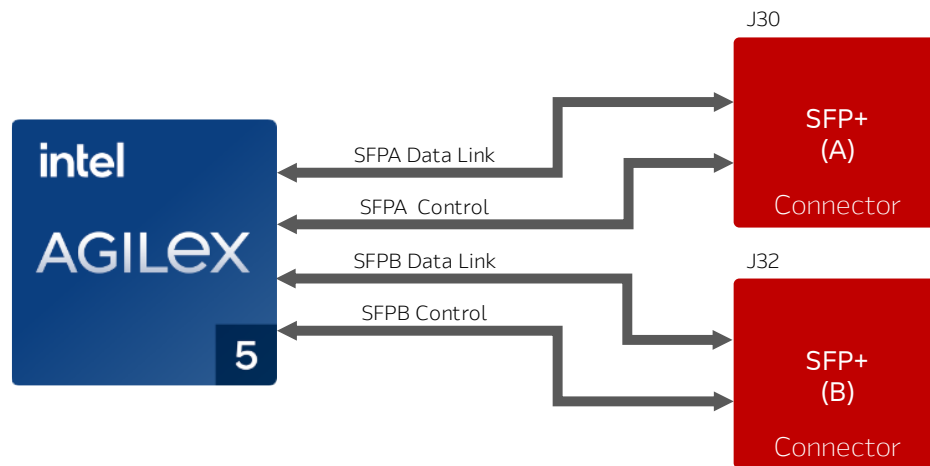 J30
SFP+
(A)
Connector
intel
AGILEX
5
SFPA Data Link
SFPA Control
SFPB Data Link
SFPB Control
J32
SFP+
(B)
Connector